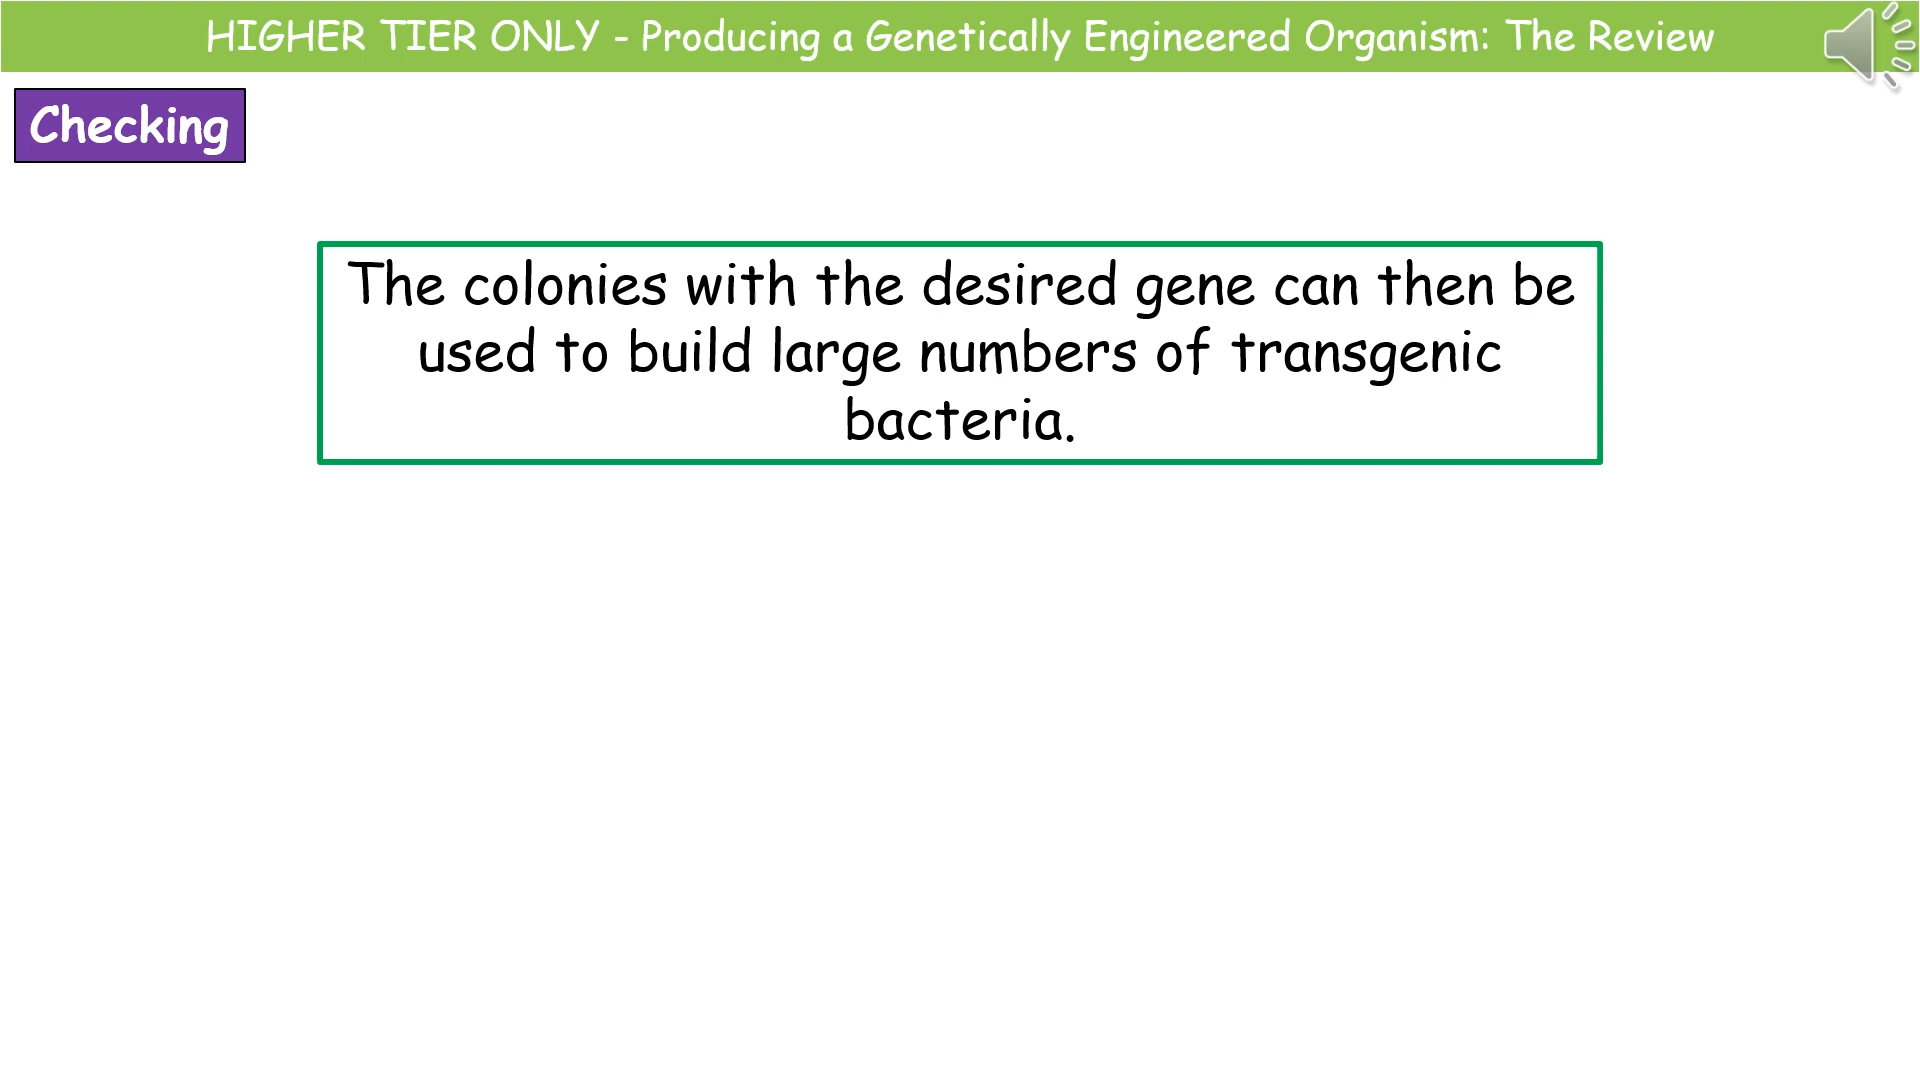 HIGHER TIER ONLY - Producing a Genetically Engineered Organism: The Review
Checking
The colonies with the desired gene can then be
used to build large numbers of transgenic
bacteria.